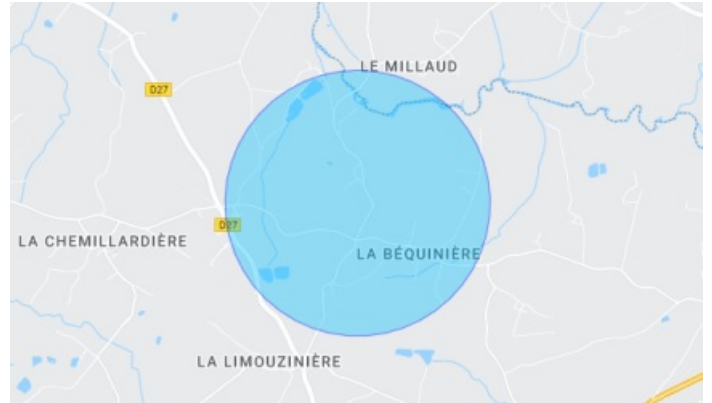 LE MILLAUD
D27
D27
LA CHEMILLARDIÈRE
LA BÉQUINIÈRE
LA LIMOUZINIÈRE